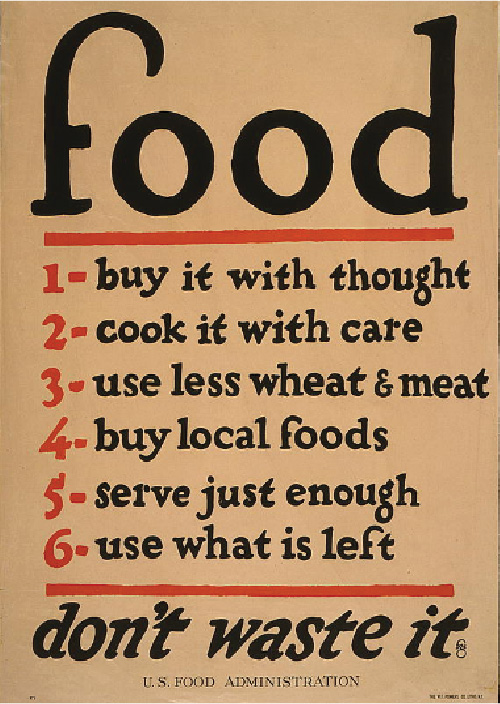 food
1- buy it with thought
2- cook it with care
3- use less wheat & meat
4- buy local foods
5- serve just enough
6- use what is left
don't waste it
U.S. FOOD ADMINISTRATION